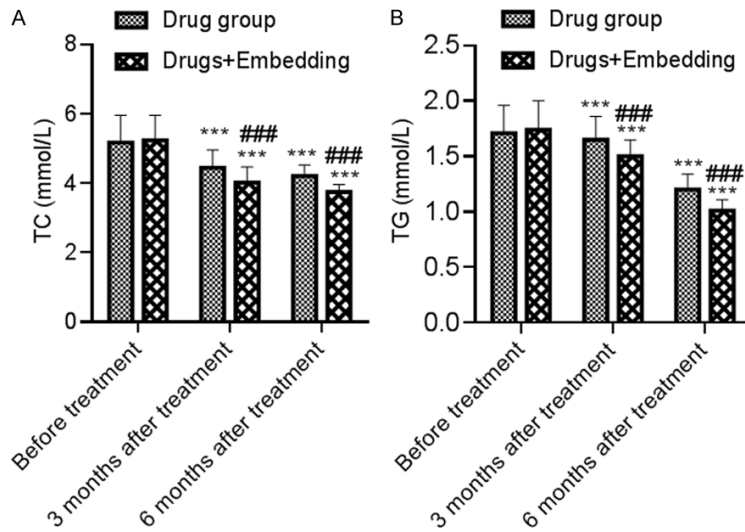 A
Drug group
Drugs+Embedding
8
6
4
2
0
TC (mmol/L)
***
###
***
***
###
***
Before treatment
3 months after treatment
6 months after treatment
B
Drug group
Drugs+Embedding
2.5
2.0
1.5
1.0
0.5
0.0
TG (mmol/L)
***
###
***
***
###
***
Before treatment
3 months after treatment
6 months after treatment